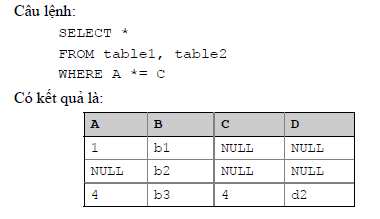 Câu lệnh:
SELECT *
FROM table1, table2
WHERE A *= C
Có kết quả là:
A B C D
1 b1 NULL NULL
NULL b2 NULL NULL
4 b3 4 d2